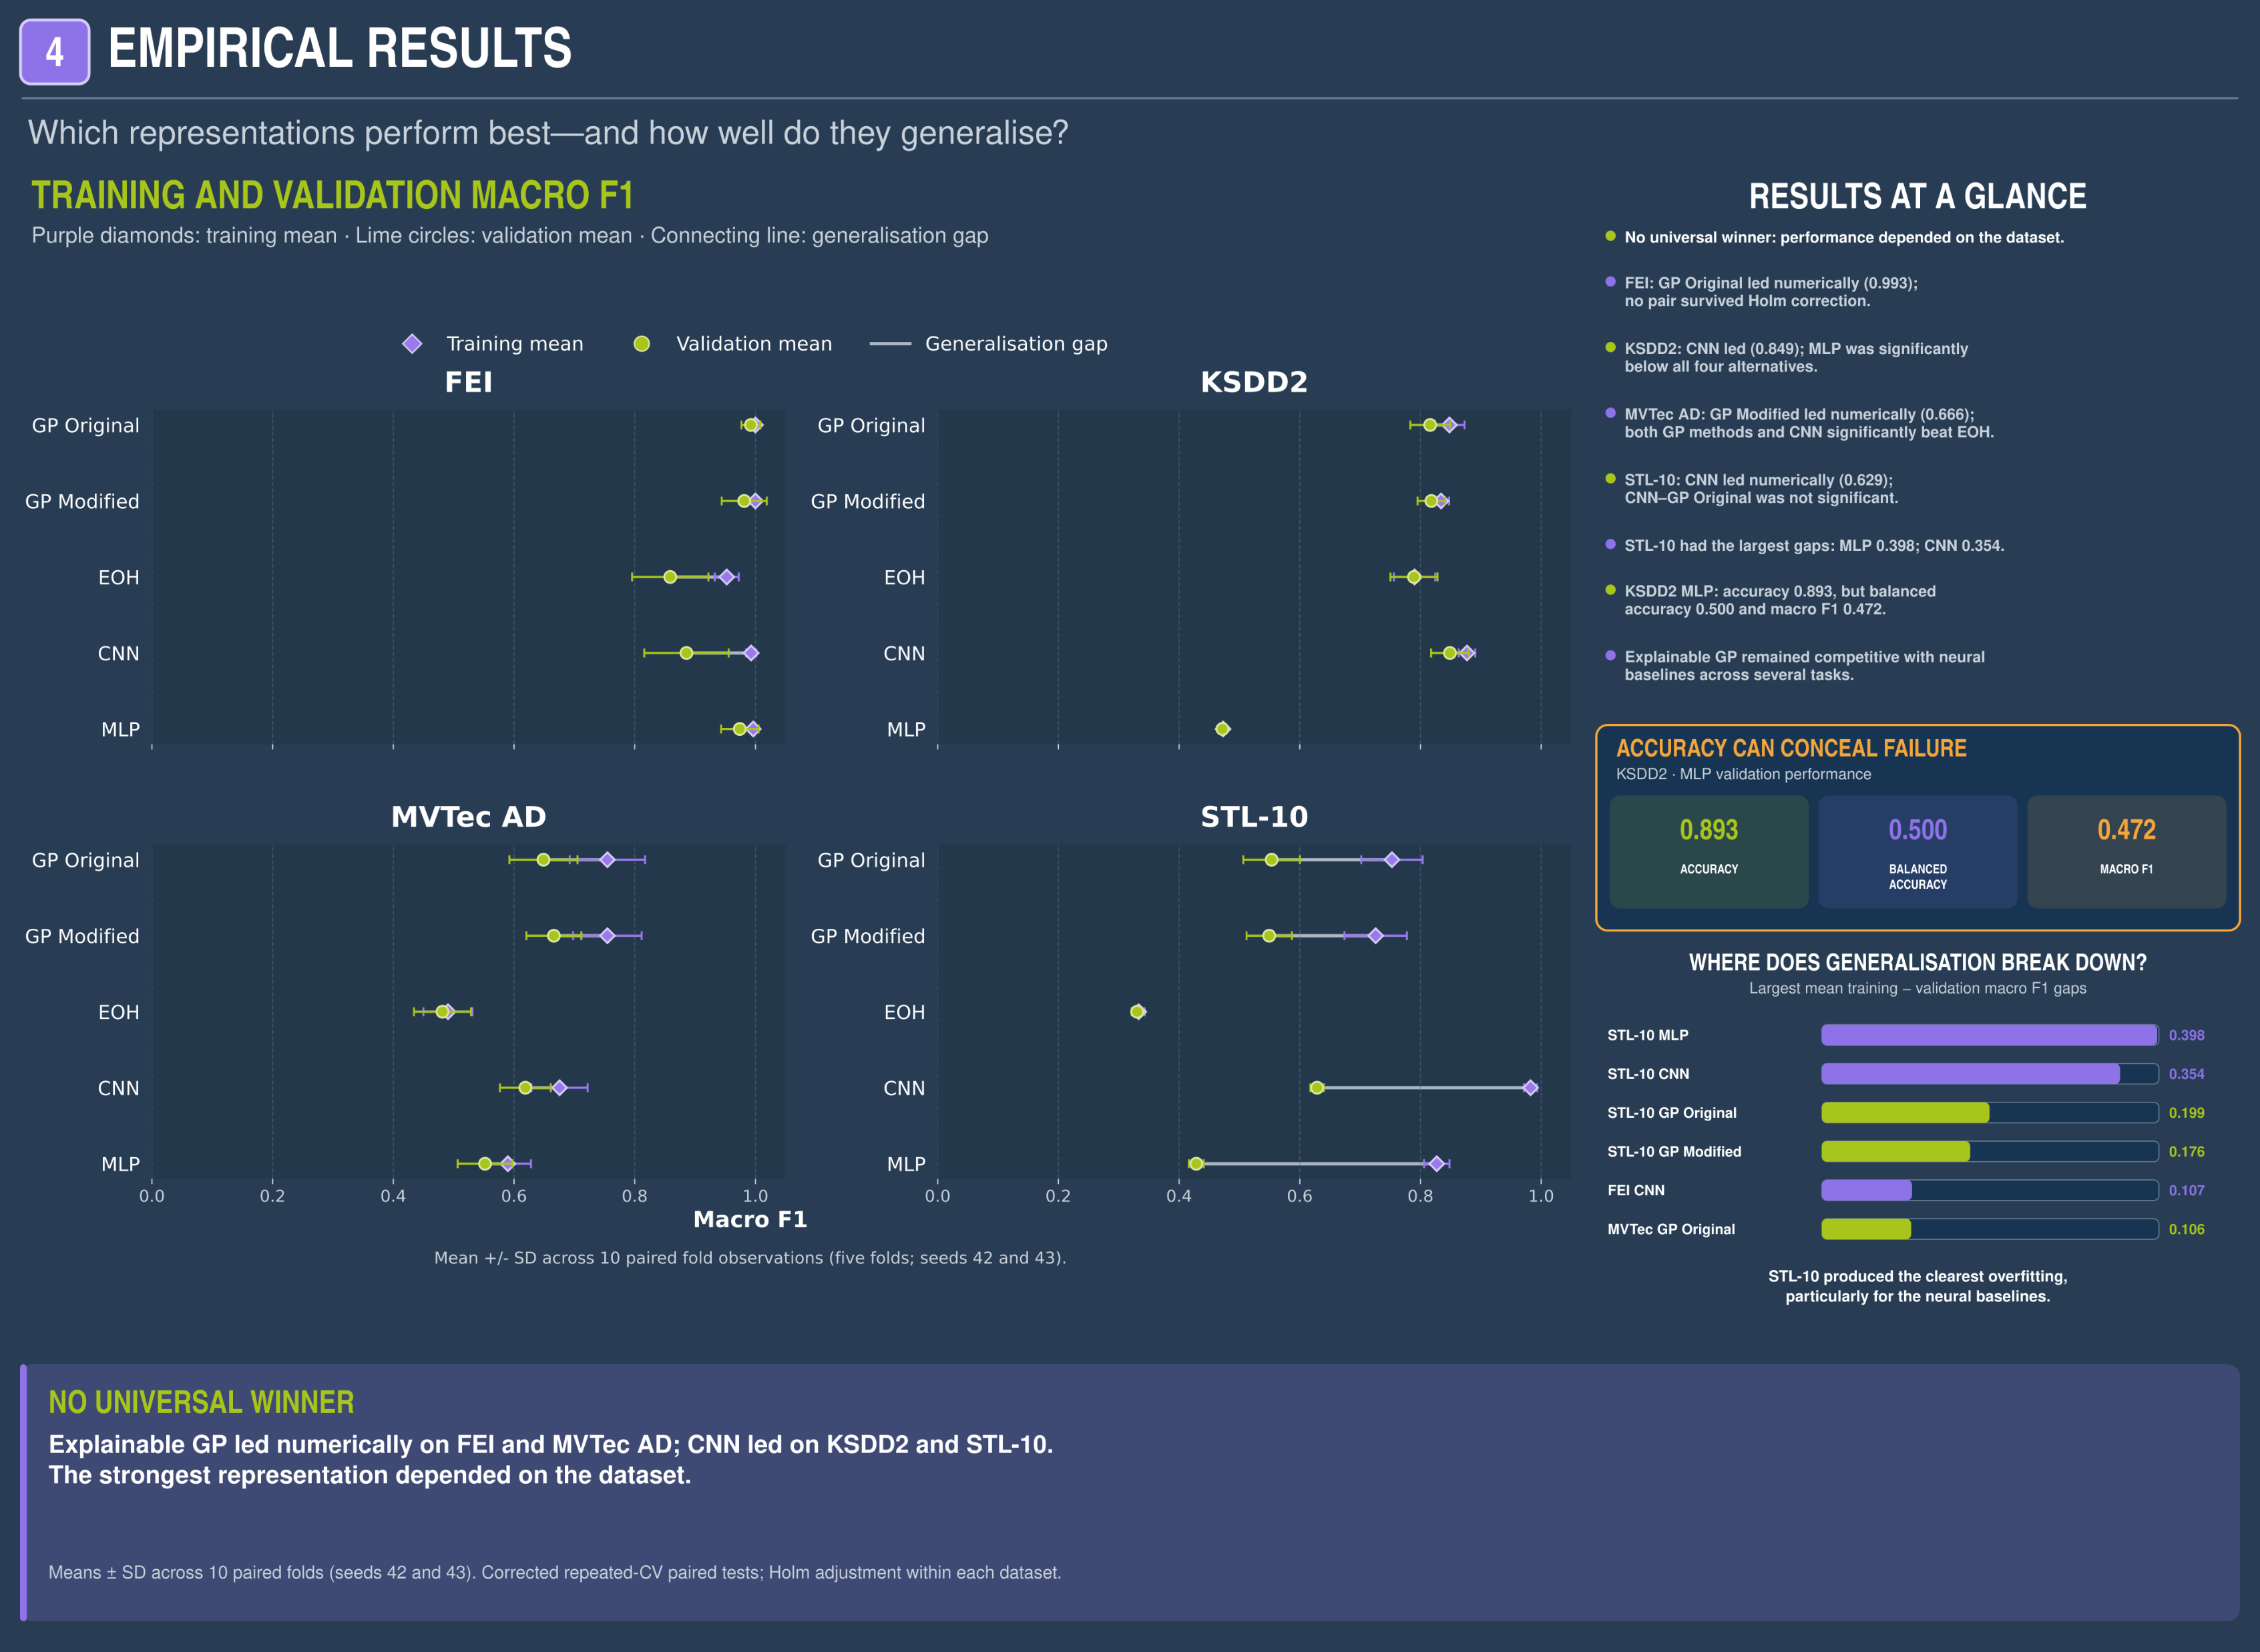 4
EMPIRICAL RESULTS
Which representations perform best—and how well do they generalise?
TRAINING AND VALIDATION MACRO F1
Purple diamonds: training mean · Lime circles: validation mean · Connecting line: generalisation gap
Training mean
Validation mean
Generalisation gap
FEI
GP Original
GP Modified
EOH
CNN
MLP
KSDD2
GP Original
GP Modified
EOH
CNN
MLP
MVTec AD
GP Original
GP Modified
EOH
CNN
MLP
0.0 0.2 0.4 0.6 0.8 1.0
STL-10
GP Original
GP Modified
EOH
CNN
MLP
0.0 0.2 0.4 0.6 0.8 1.0
Macro F1
Mean +/- SD across 10 paired fold observations (five folds; seeds 42 and 43).
RESULTS AT A GLANCE
No universal winner: performance depended on the dataset.
FEI: GP Original led numerically (0.993);
no pair survived Holm correction.
KSDD2: CNN led (0.849); MLP was significantly
below all four alternatives.
MVTec AD: GP Modified led numerically (0.666);
both GP methods and CNN significantly beat EOH.
STL-10: CNN led numerically (0.629);
CNN–GP Original was not significant.
STL-10 had the largest gaps: MLP 0.398; CNN 0.354.
KSDD2 MLP: accuracy 0.893, but balanced
accuracy 0.500 and macro F1 0.472.
Explainable GP remained competitive with neural
baselines across several tasks.
ACCURACY CAN CONCEAL FAILURE
KSDD2 · MLP validation performance
0.893
ACCURACY
0.500
BALANCED
ACCURACY
0.472
MACRO F1
WHERE DOES GENERALISATION BREAK DOWN?
Largest mean training – validation macro F1 gaps
STL-10 MLP 0.398
STL-10 CNN 0.354
STL-10 GP Original 0.199
STL-10 GP Modified 0.176
FEI CNN 0.107
MVTec GP Original 0.106
STL-10 produced the clearest overfitting,
particularly for the neural baselines.
NO UNIVERSAL WINNER
Explainable GP led numerically on FEI and MVTec AD; CNN led on KSDD2 and STL-10.
The strongest representation depended on the dataset.
Means ± SD across 10 paired folds (seeds 42 and 43). Corrected repeated-CV paired tests; Holm adjustment within each dataset.